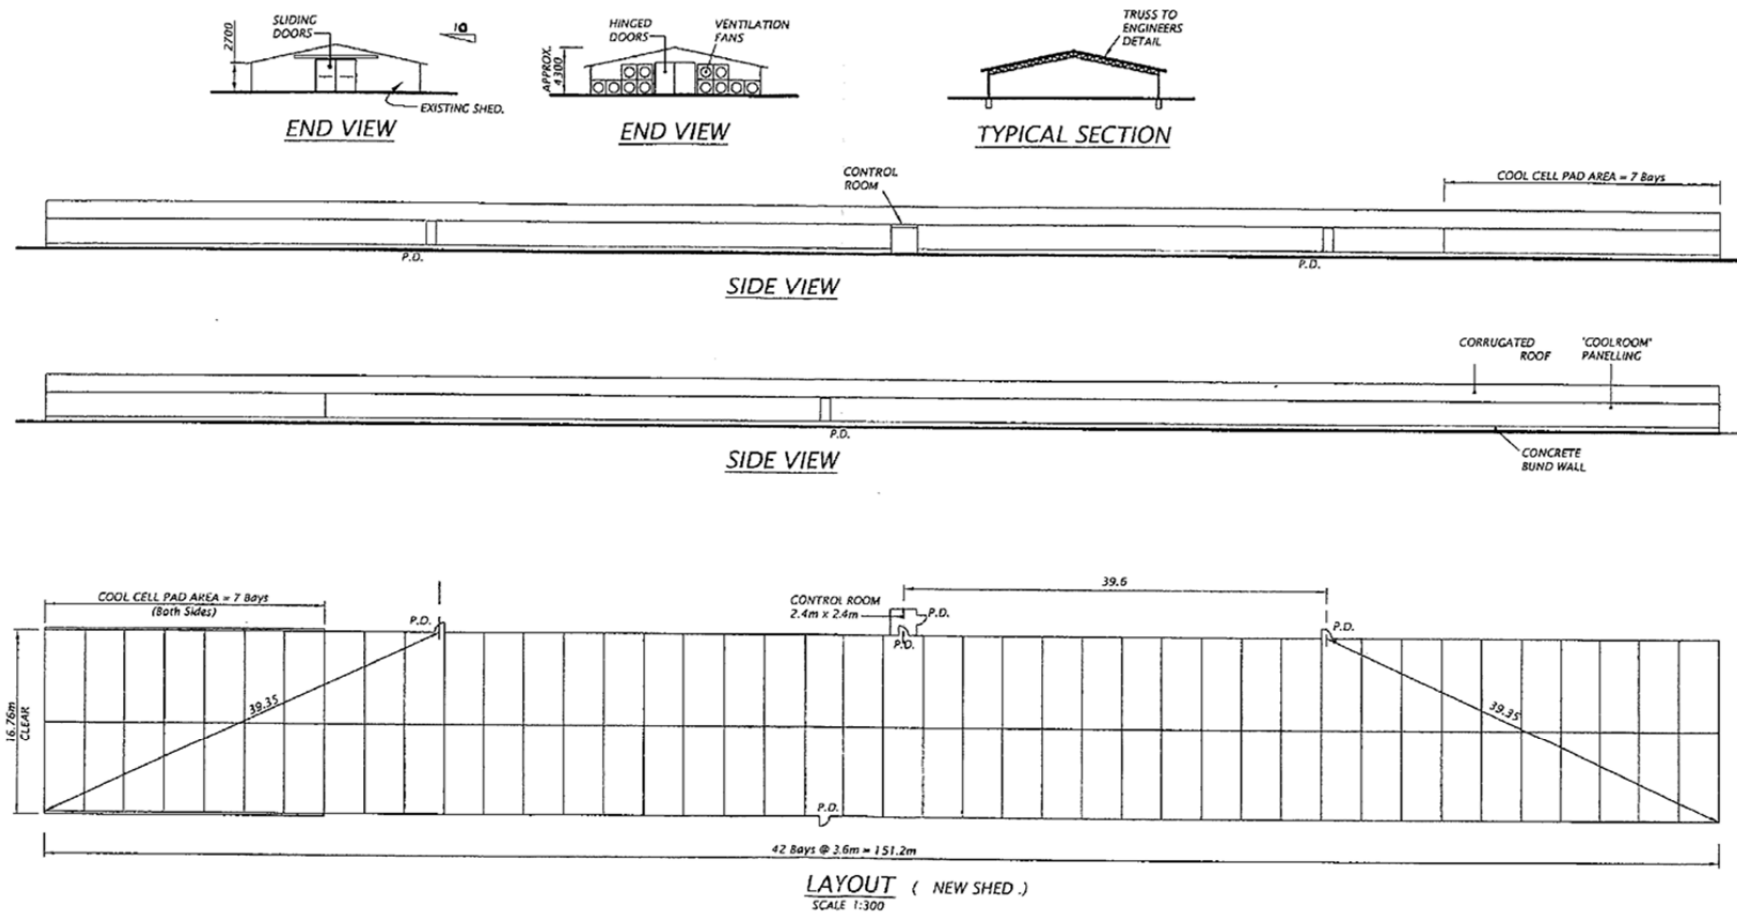 SLIDING
DOORS
10
2700
EXISTING SHED.
END VIEW
HINGED
DOORS
VENTILATION
FANS
APPROX.
4300
END VIEW
TRUSS TO
ENGINEERS
DETAIL
TYPICAL SECTION
CONTROL
ROOM
COOL CELL PAD AREA = 7 Bays
P.D.
P.D.
SIDE VIEW
CORRUGATED
ROOF
"COOLROOM"
PANELLING
P.D.
SIDE VIEW
CONCRETE
BUND WALL
COOL CELL PAD AREA = 7 Bays
(Both Sides)
P.D.
CONTROL ROOM
2.4m x 2.4m
P.D.
P.D.
39.6
P.D.
16.76m
CLEAR
39.35
39.35
P.D.
42 Bays @ 3.6m = 151.2m
LAYOUT ( NEW SHED .)
SCALE 1:300